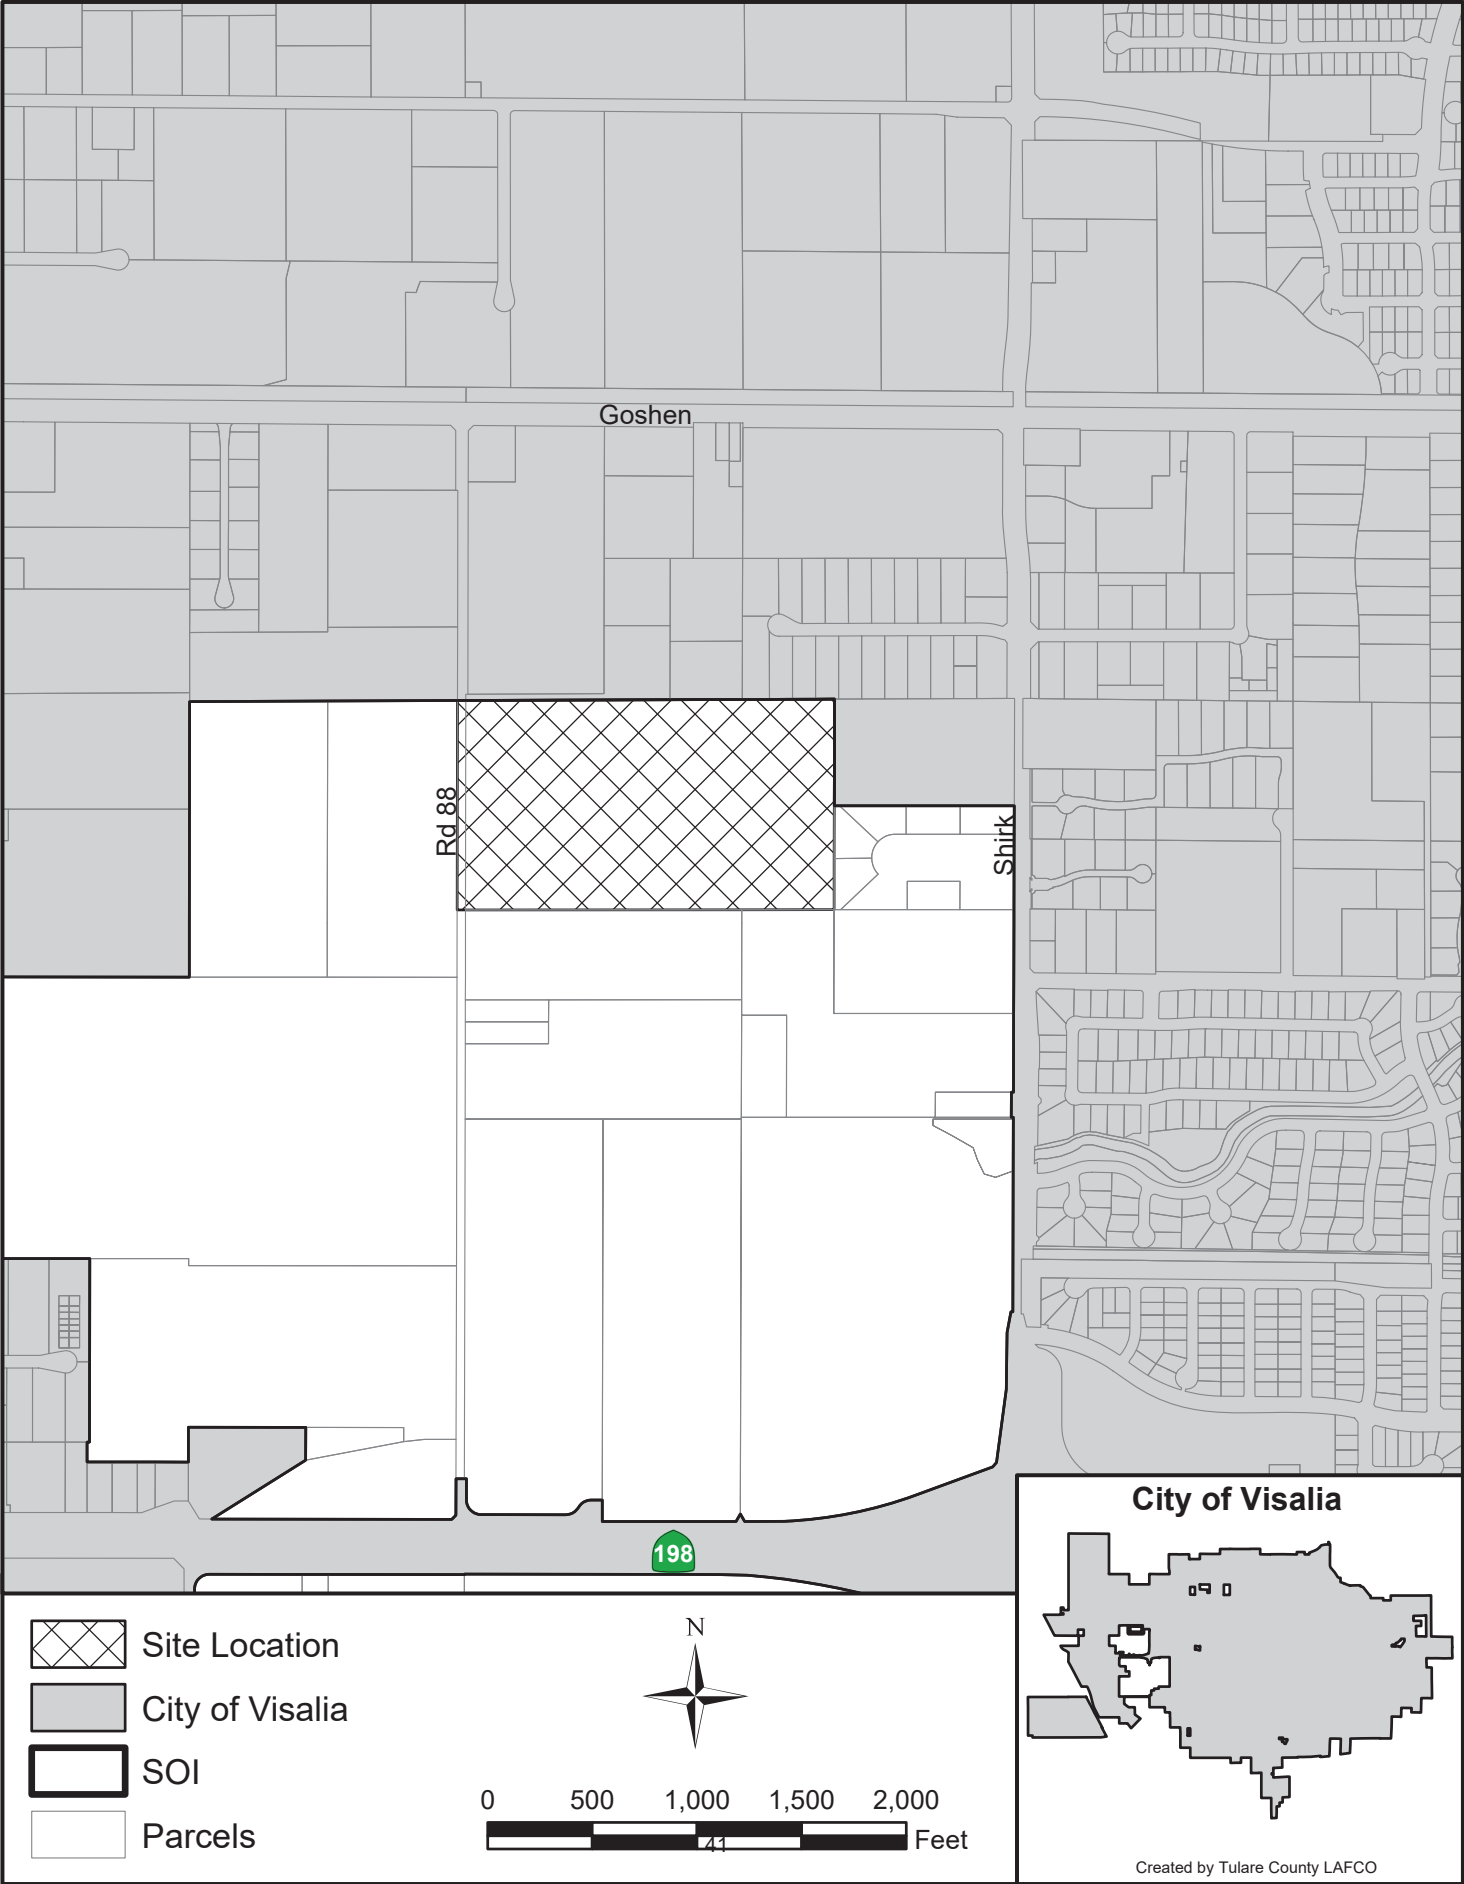 Goshen
Rd 88
Shirk
198
City of Visalia
Site Location
City of Visalia
SOI
Parcels
N
0 500 1,000 1,500 2,000
Feet
41
Created by Tulare County LAFCO